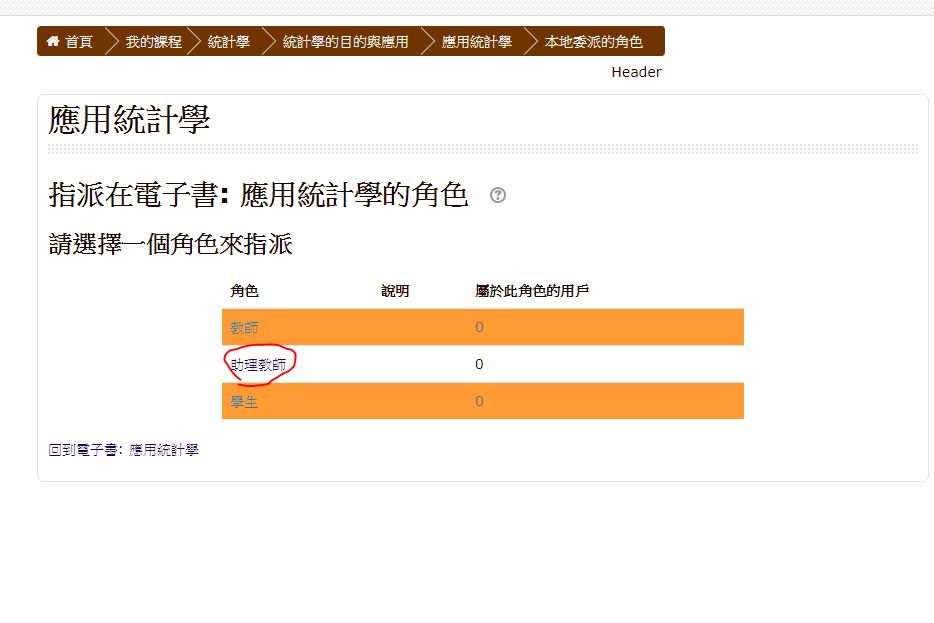 首頁 我的課程 統計學 統計學的目的與應用 應用統計學 本地委派的角色
Header
應用統計學
指派在電子書: 應用統計學的角色
請選擇一個角色來指派
角色 說明 屬於此角色的用戶
教師 0
助理教師 0
學生 0
回到電子書: 應用統計學